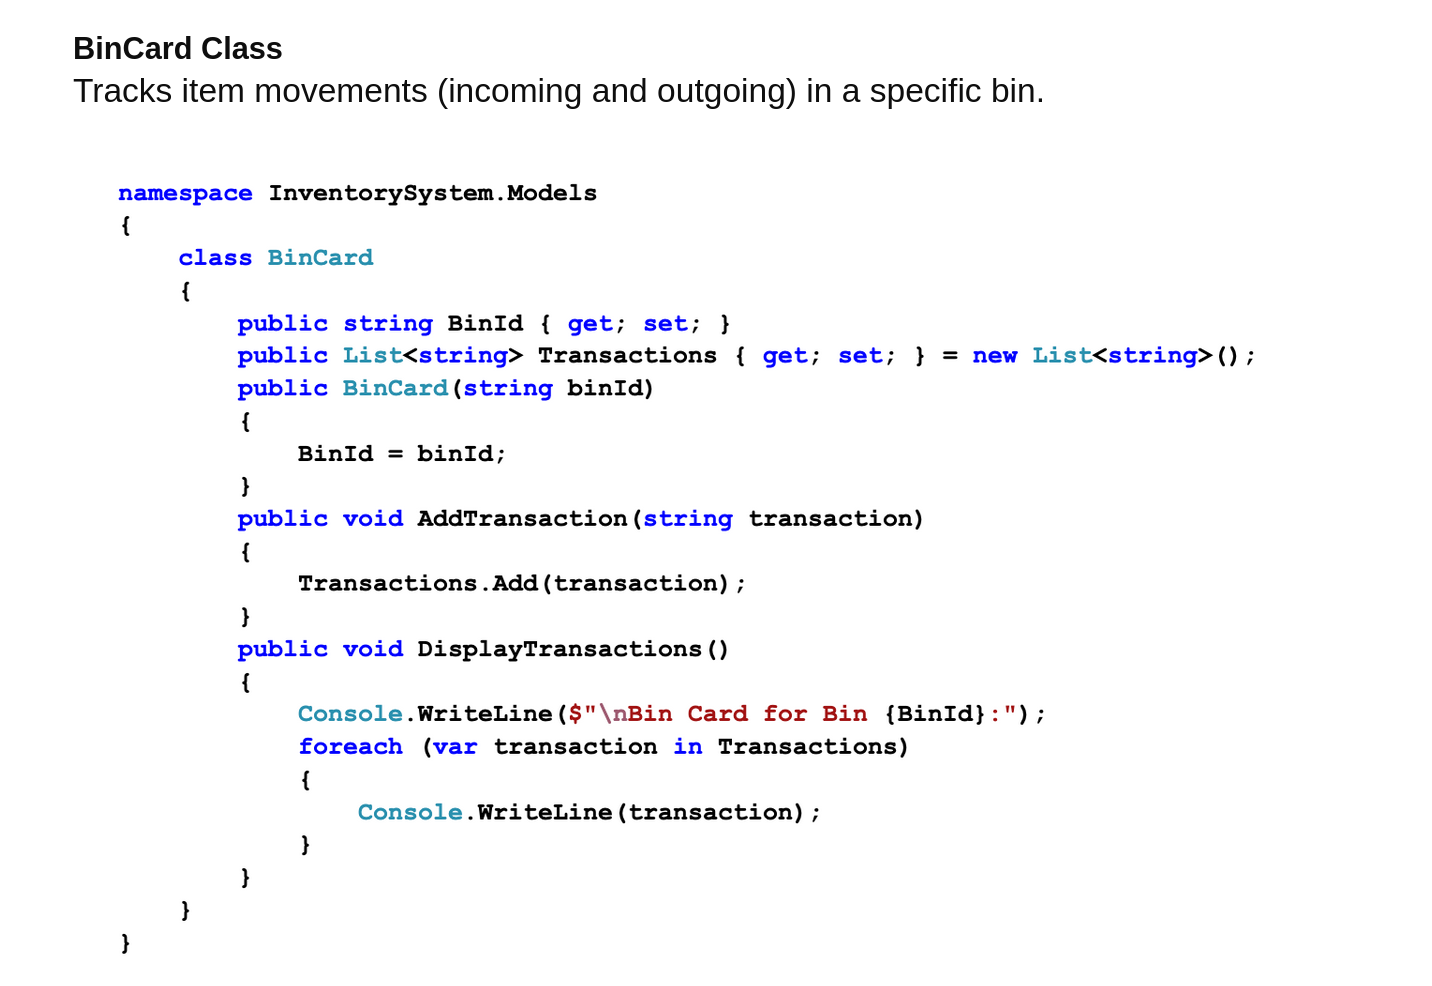 BinCard Class
Tracks item movements (incoming and outgoing) in a specific bin.
namespace InventorySystem.Models
{
    class BinCard
    {
        public string BinId { get; set; }
        public List<string> Transactions { get; set; } = new List<string>();
        public BinCard(string binId)
        {
            BinId = binId;
        }
        public void AddTransaction(string transaction)
        {
            Transactions.Add(transaction);
        }
        public void DisplayTransactions()
        {
            Console.WriteLine($"\nBin Card for Bin {BinId}:");
            foreach (var transaction in Transactions)
            {
                Console.WriteLine(transaction);
            }
        }
    }
}